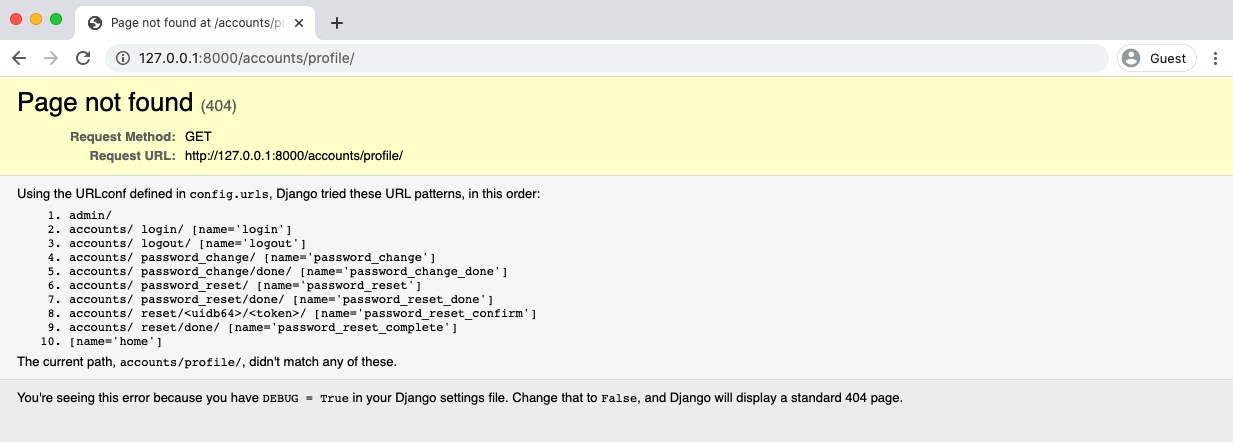 Page not found at /accounts/pr
127.0.0.1:8000/accounts/profile/
Guest
Page not found (404)
Request Method: GET
Request URL: http://127.0.0.1:8000/accounts/profile/
Using the URLconf defined in config.urls, Django tried these URL patterns, in this order:
1. admin/
2. accounts/ login/ [name='login']
3. accounts/ logout/ [name='logout']
4. accounts/ password_change/ [name='password_change']
5. accounts/ password_change/done/ [name='password_change_done']
6. accounts/ password_reset/ [name='password_reset']
7. accounts/ password_reset/done/ [name='password_reset_done']
8. accounts/ reset/<uidb64>/<token>/ [name='password_reset_confirm']
9. accounts/ reset/done/ [name='password_reset_complete']
10. [name='home']
The current path, accounts/profile/, didn't match any of these.
You're seeing this error because you have DEBUG = True in your Django settings file. Change that to False, and Django will display a standard 404 page.